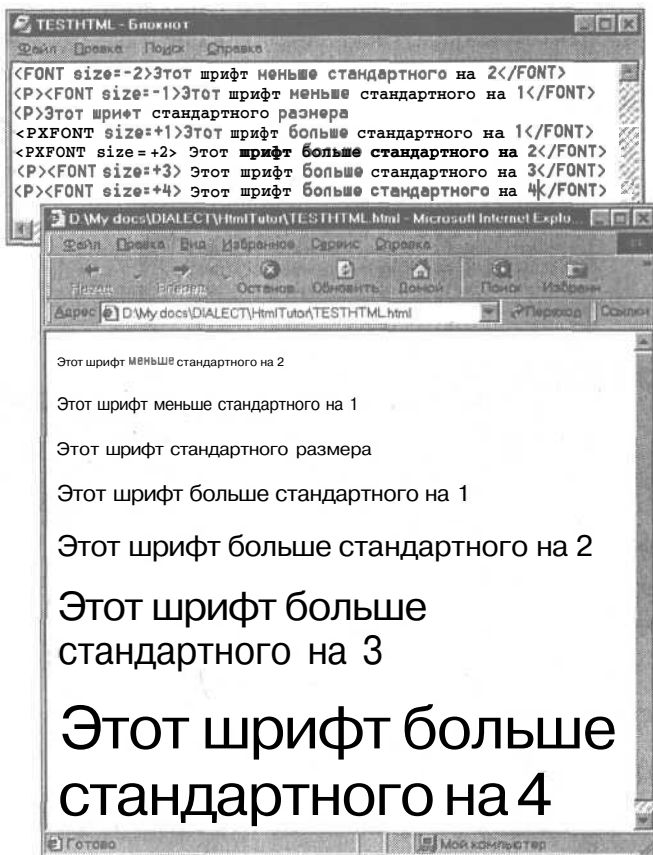 TESTHTML - Блокнот
Файл Правка Поиск Справка
<FONT size=-2>Этот шрифт меньше стандартного на 2</FONT>
<P><FONT size=-1>Этот шрифт меньше стандартного на 1</FONT>
<P>Этот шрифт стандартного размера
<PXFONT size=+1>Этот шрифт больше стандартного на 1</FONT>
<PXFONT size = +2> Этот шрифт больше стандартного на 2</FONT>
<P><FONT size=+3> Этот шрифт больше стандартного на 3</FONT>
<P><FONT size=+4> Этот шрифт больше стандартного на 4</FONT>
D:\My docs\DIALECT\HtmlTutor\TESTHTML.html - Microsoft Internet Explo...
Файл Правка Вид Избранное Сервис Справка
Назад Вперед Останов. Обновить Домой Поиск Избранн
Адрес D:\My docs\DIALECT\HtmlTutor\TESTHTML.html Переход Ссылки
Этот шрифт меньше стандартного на 2
Этот шрифт меньше стандартного на 1
Этот шрифт стандартного размера
Этот шрифт больше стандартного на 1
Этот шрифт больше стандартного на 2
Этот шрифт больше
стандартного на 3
Этот шрифт больше
стандартного на 4
Готово Мой компьютер